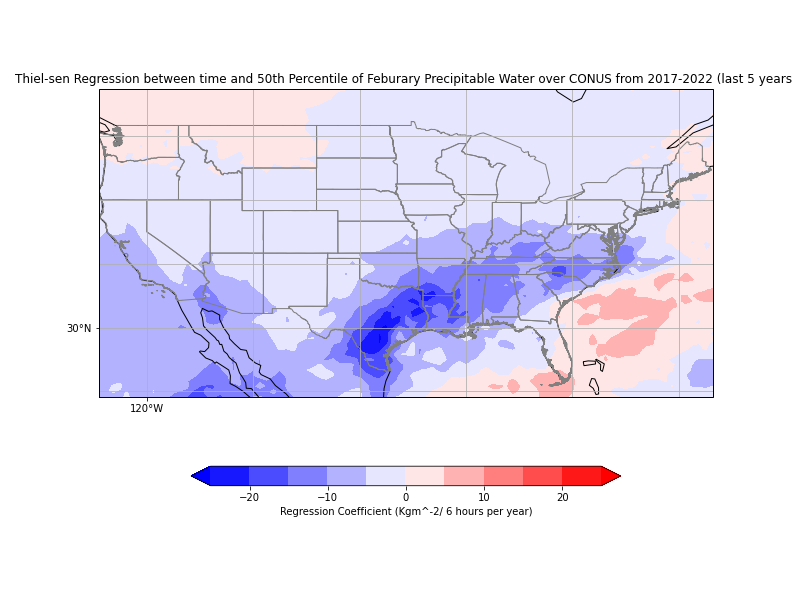 Thiel-sen Regression between time and 50th Percentile of Feburary Precipitable Water over CONUS from 2017-2022 (last 5 years
30°N
120°W
−20 −10 0 10 20
Regression Coefficient (Kgm^-2/ 6 hours per year)